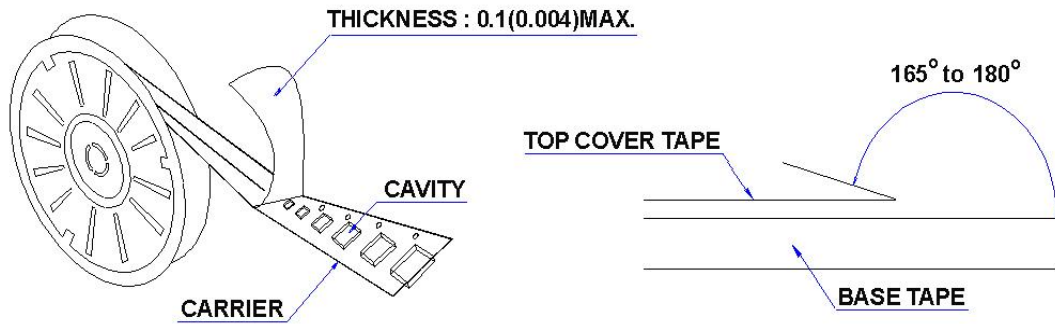 THICKNESS : 0.1(0.004)MAX.
CAVITY
CARRIER
165° to 180°
TOP COVER TAPE
BASE TAPE